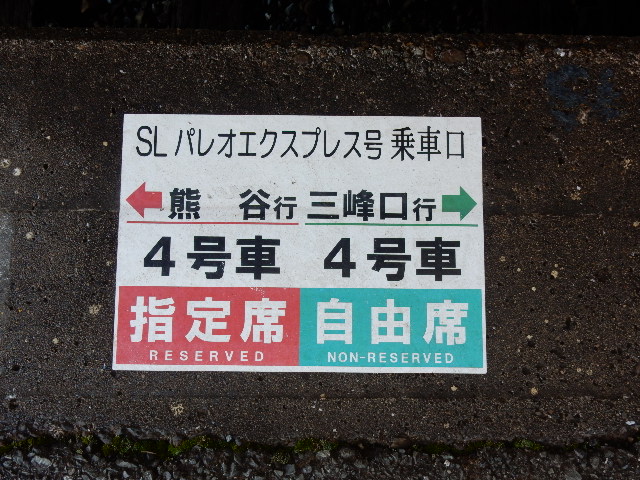 SL パレオエクスプレス号 乗車口
熊 谷行 三峰口行
4号車 4号車
指定席 自由席
RESERVED NON-RESERVED